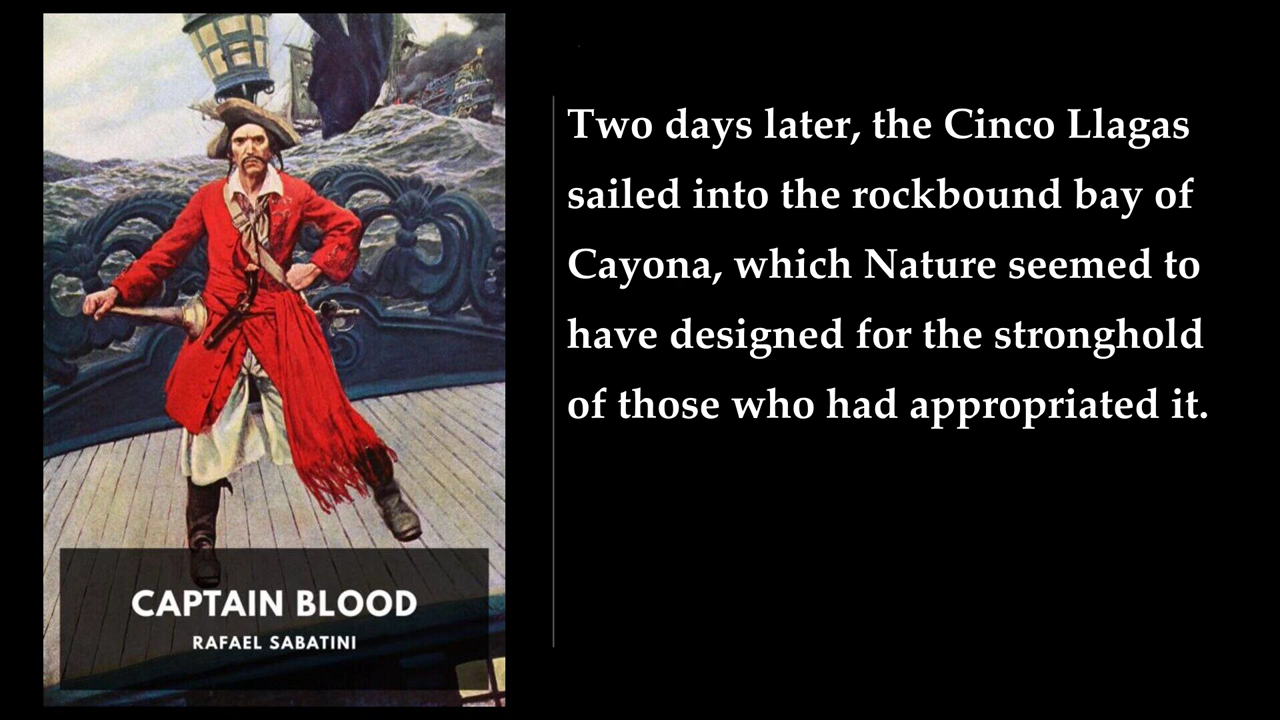 CAPTAIN BLOOD
RAFAEL SABATINI
Two days later, the Cinco Llagas
sailed into the rockbound bay of
Cayona, which Nature seemed to
have designed for the stronghold
of those who had appropriated it.